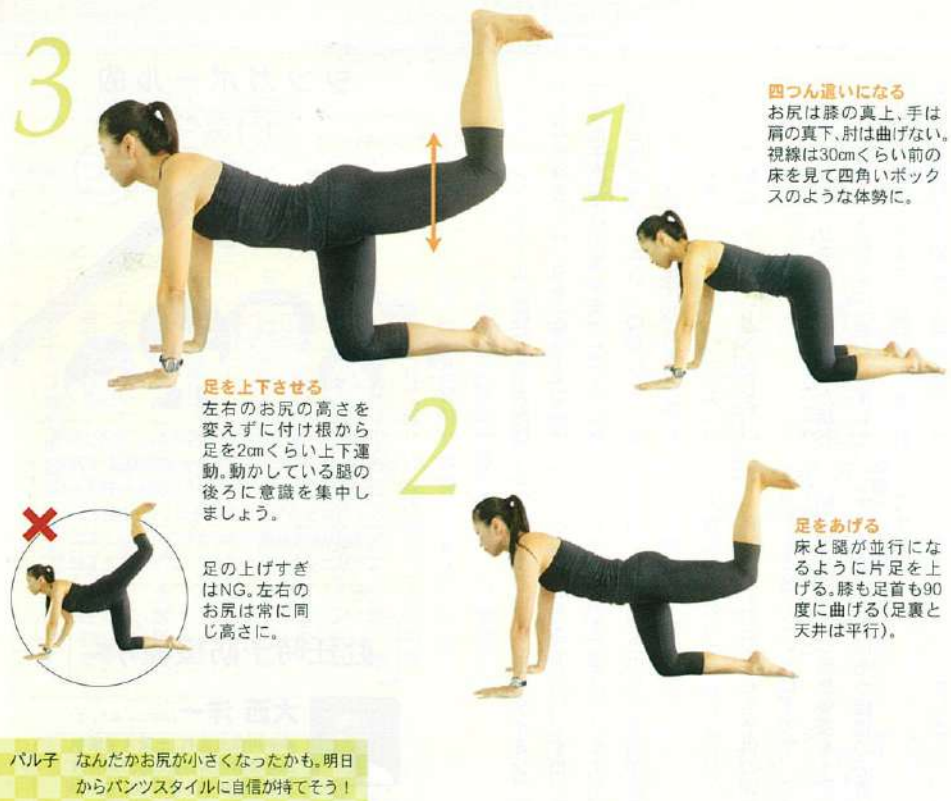 1
四つん這いになる
お尻は膝の真上、手は
肩の真下、肘は曲げない。
視線は30cmくらい前の
床を見て四角いボック
スのような体勢に。
2
足をあげる
床と腿が並行にな
るように片足を上
げる。膝も足首も90
度に曲げる(足裏と
天井は平行)。
3
足を上下させる
左右のお尻の高さを
変えずに付け根から
足を2cmくらい上下運
動。動かしている腿の
後ろに意識を集中し
ましょう。
足の上げすぎ
はNG。左右の
お尻は常に同
じ高さに。
パル子 なんだかお尻が小さくなったかも。明日
からパンツスタイルに自信が持てそう!